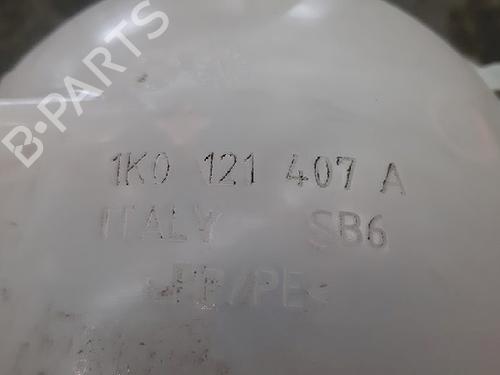 B-PARTS
1K0 121 407 A
ITALY SB6
>PP/PE<